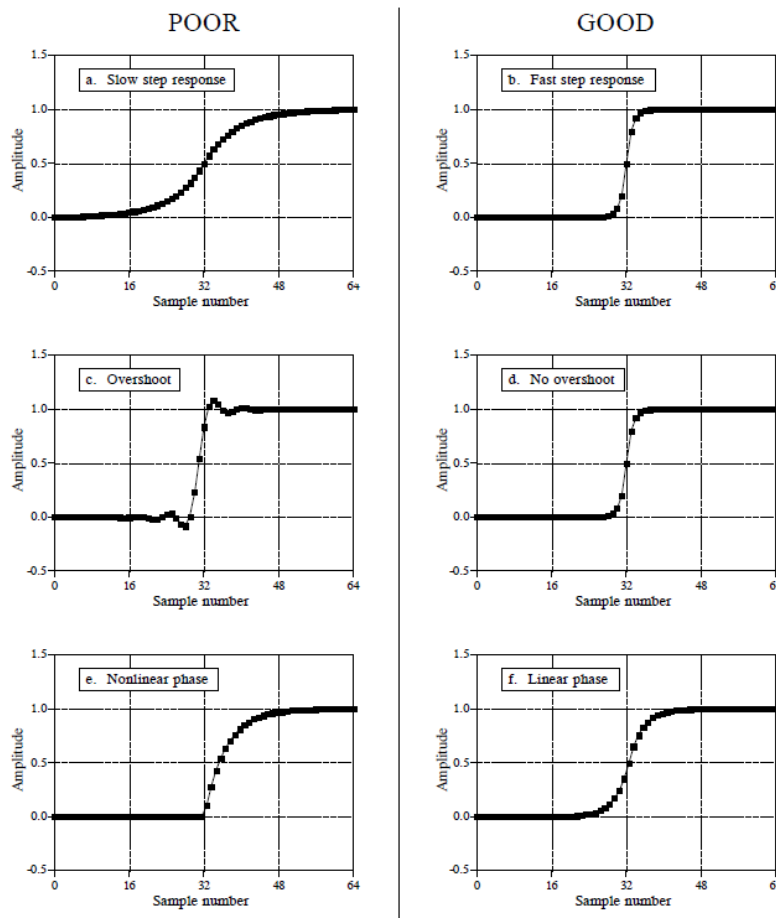 POOR
GOOD
1.5
a. Slow step response
1.0
0.5
0.0
-0.5
Amplitude
0 16 32 48 64
Sample number
1.5
b. Fast step response
1.0
0.5
0.0
-0.5
Amplitude
0 16 32 48 6
Sample number
1.5
c. Overshoot
1.0
0.5
0.0
-0.5
Amplitude
0 16 32 48 64
Sample number
1.5
d. No overshoot
1.0
0.5
0.0
-0.5
Amplitude
0 16 32 48 6
Sample number
1.5
e. Nonlinear phase
1.0
0.5
0.0
-0.5
Amplitude
0 16 32 48 64
Sample number
1.5
f. Linear phase
1.0
0.5
0.0
-0.5
Amplitude
0 16 32 48 6
Sample number